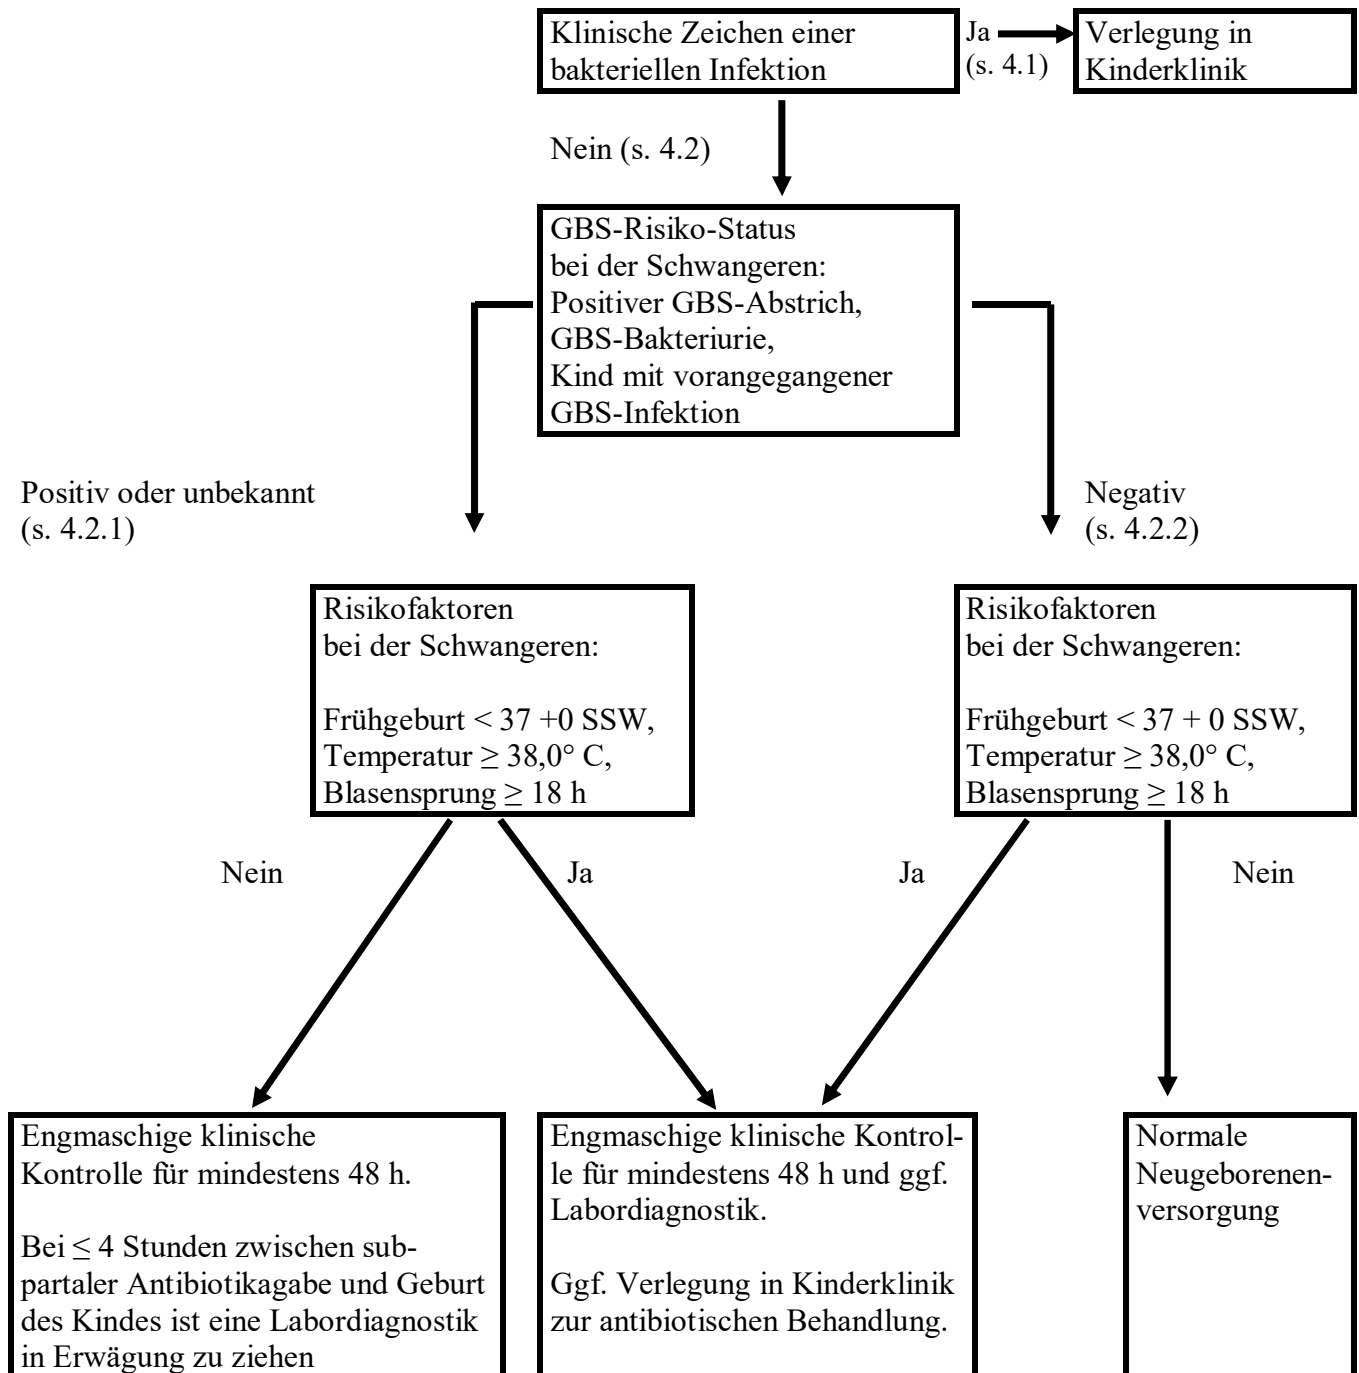 Klinische Zeichen einer
bakteriellen Infektion
Ja
(s. 4.1)
Verlegung in
Kinderklinik
Nein (s. 4.2)
GBS-Risiko-Status
bei der Schwangeren:
Positiver GBS-Abstrich,
GBS-Bakteriurie,
Kind mit vorangegangener
GBS-Infektion
Positiv oder unbekannt
(s. 4.2.1)
Negativ
(s. 4.2.2)
Risikofaktoren
bei der Schwangeren:
Frühgeburt < 37 +0 SSW,
Temperatur ≥ 38,0° C,
Blasensprung ≥ 18 h
Risikofaktoren
bei der Schwangeren:
Frühgeburt < 37 + 0 SSW,
Temperatur ≥ 38,0° C,
Blasensprung ≥ 18 h
Nein
Ja
Ja
Nein
Engmaschige klinische
Kontrolle für mindestens 48 h.
Bei ≤ 4 Stunden zwischen sub-
partaler Antibiotikagabe und Geburt
des Kindes ist eine Labordiagnostik
in Erwägung zu ziehen
Engmaschige klinische Kontrol-
le für mindestens 48 h und ggf.
Labordiagnostik.
Ggf. Verlegung in Kinderklinik
zur antibiotischen Behandlung.
Normale
Neugeborenen-
versorgung